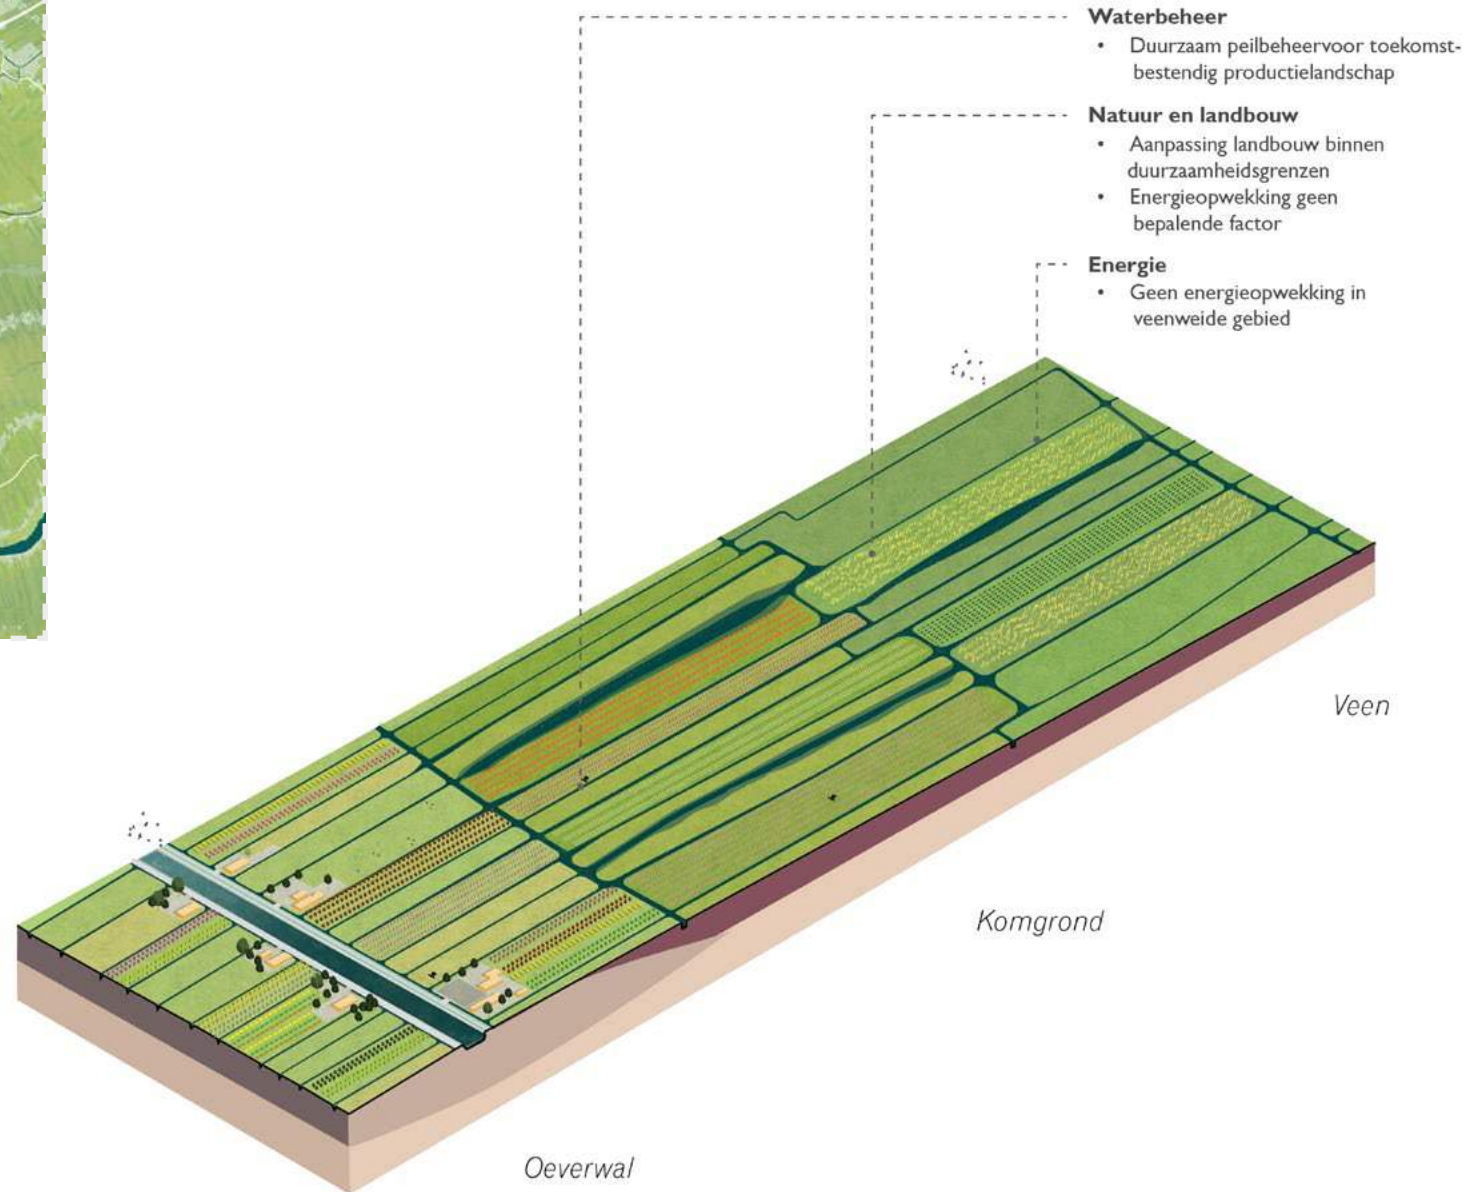 Waterbeheer
• Duurzaam peilbeheervoor toekomst-
bestendig productielandschap
Natuur en landbouw
• Aanpassing landbouw binnen
duurzaamheidsgrenzen
• Energieopwekking geen
bepalende factor
Energie
• Geen energieopwekking in
veenweide gebied
Veen
Komgrond
Oeverwal